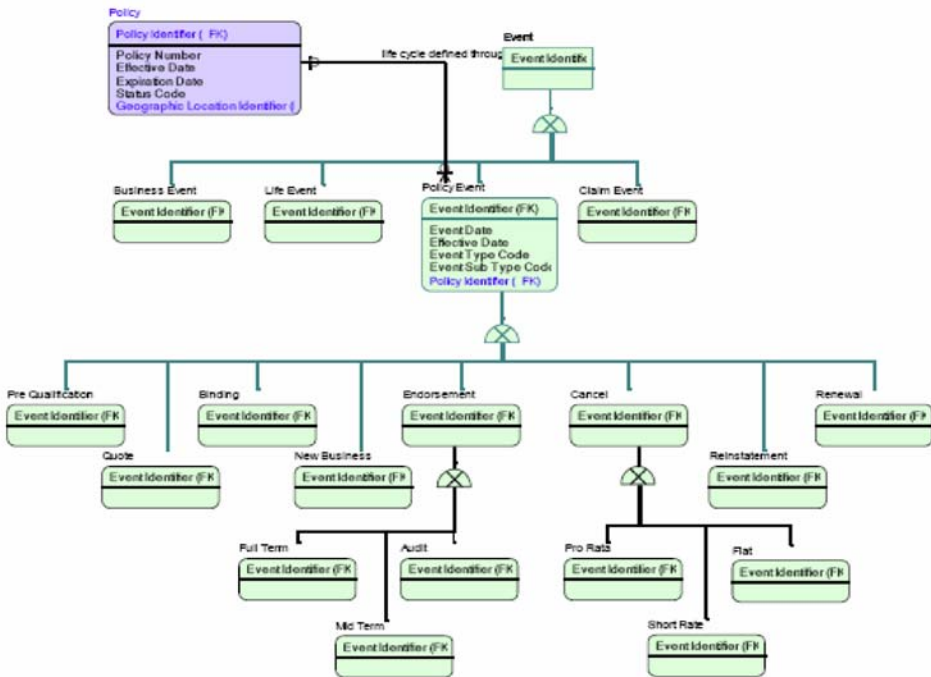 Policy
Policy Identifier ( FK)
Policy Number
Effective Date
Expiration Date
Status Code
Geographic Location Identifier (
life cycle defined throug
Event
Event Identifie
Business Event
Event Identifier (FK
Life Event
Event Identifier (FK
Policy Event
Event Identifier (FK)
Event Date
Effective Date
Event Type Code
Event Sub Type Code
Policy Identifier ( FK)
Claim Event
Event Identifier (FK
Pre Qualification
Event Identifier (FK
Binding
Event Identifier (FK
Endorsement
Event Identifier (FK
Cancel
Event Identifier (FK
Renewal
Event Identifier (FK
Quote
Event Identifier (FK
New Business
Event Identifier (FK
Reinstatement
Event Identifier (FK
Full Term
Event Identifier (FK
Audit
Event Identifier (FK
Pro Rata
Event Identifier (FK
Flat
Event Identifier (FK
Mid Term
Event Identifier (FK
Short Rate
Event Identifier (FK